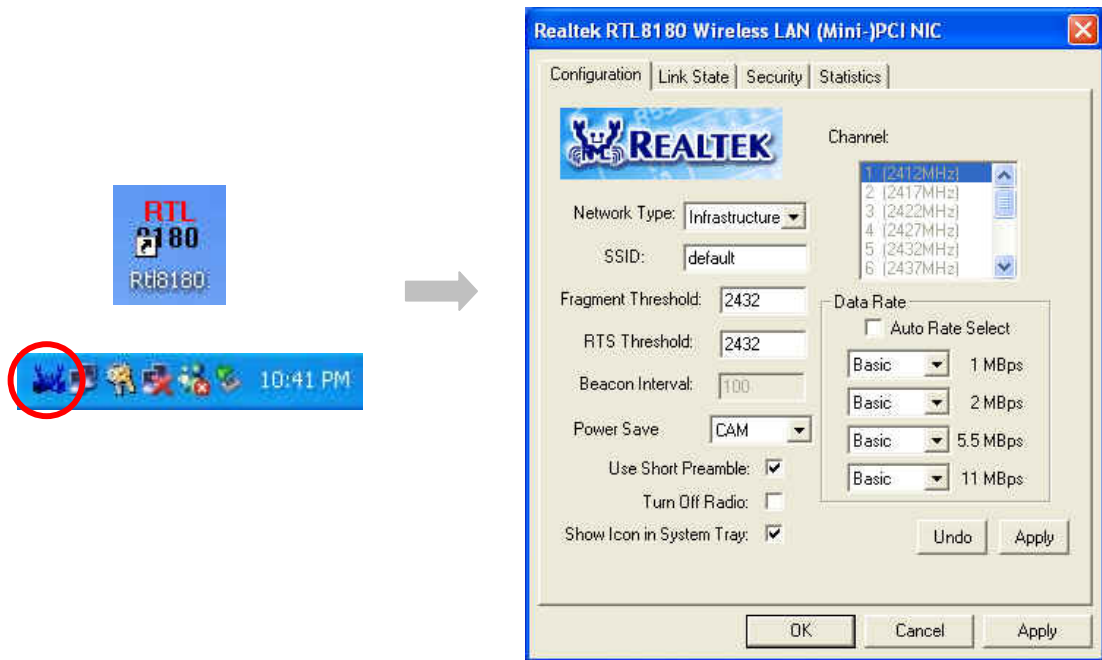 RTL
8180
Rtl8180
10:41 PM
Realtek RTL8180 Wireless LAN (Mini-)PCI NIC
Configuration Link State Security Statistics
REALTEK
Channel:
1 (2412MHz)
2 (2417MHz)
3 (2422MHz)
4 (2427MHz)
5 (2432MHz)
6 (2437MHz)
Network Type: Infrastructure
SSID: default
Fragment Threshold: 2432
RTS Threshold: 2432
Beacon Interval: 100
Power Save CAM
Use Short Preamble:
Turn Off Radio:
Show Icon in System Tray:
Data Rate
Auto Rate Select
Basic 1 MBps
Basic 2 MBps
Basic 5.5 MBps
Basic 11 MBps
Undo Apply
OK Cancel Apply